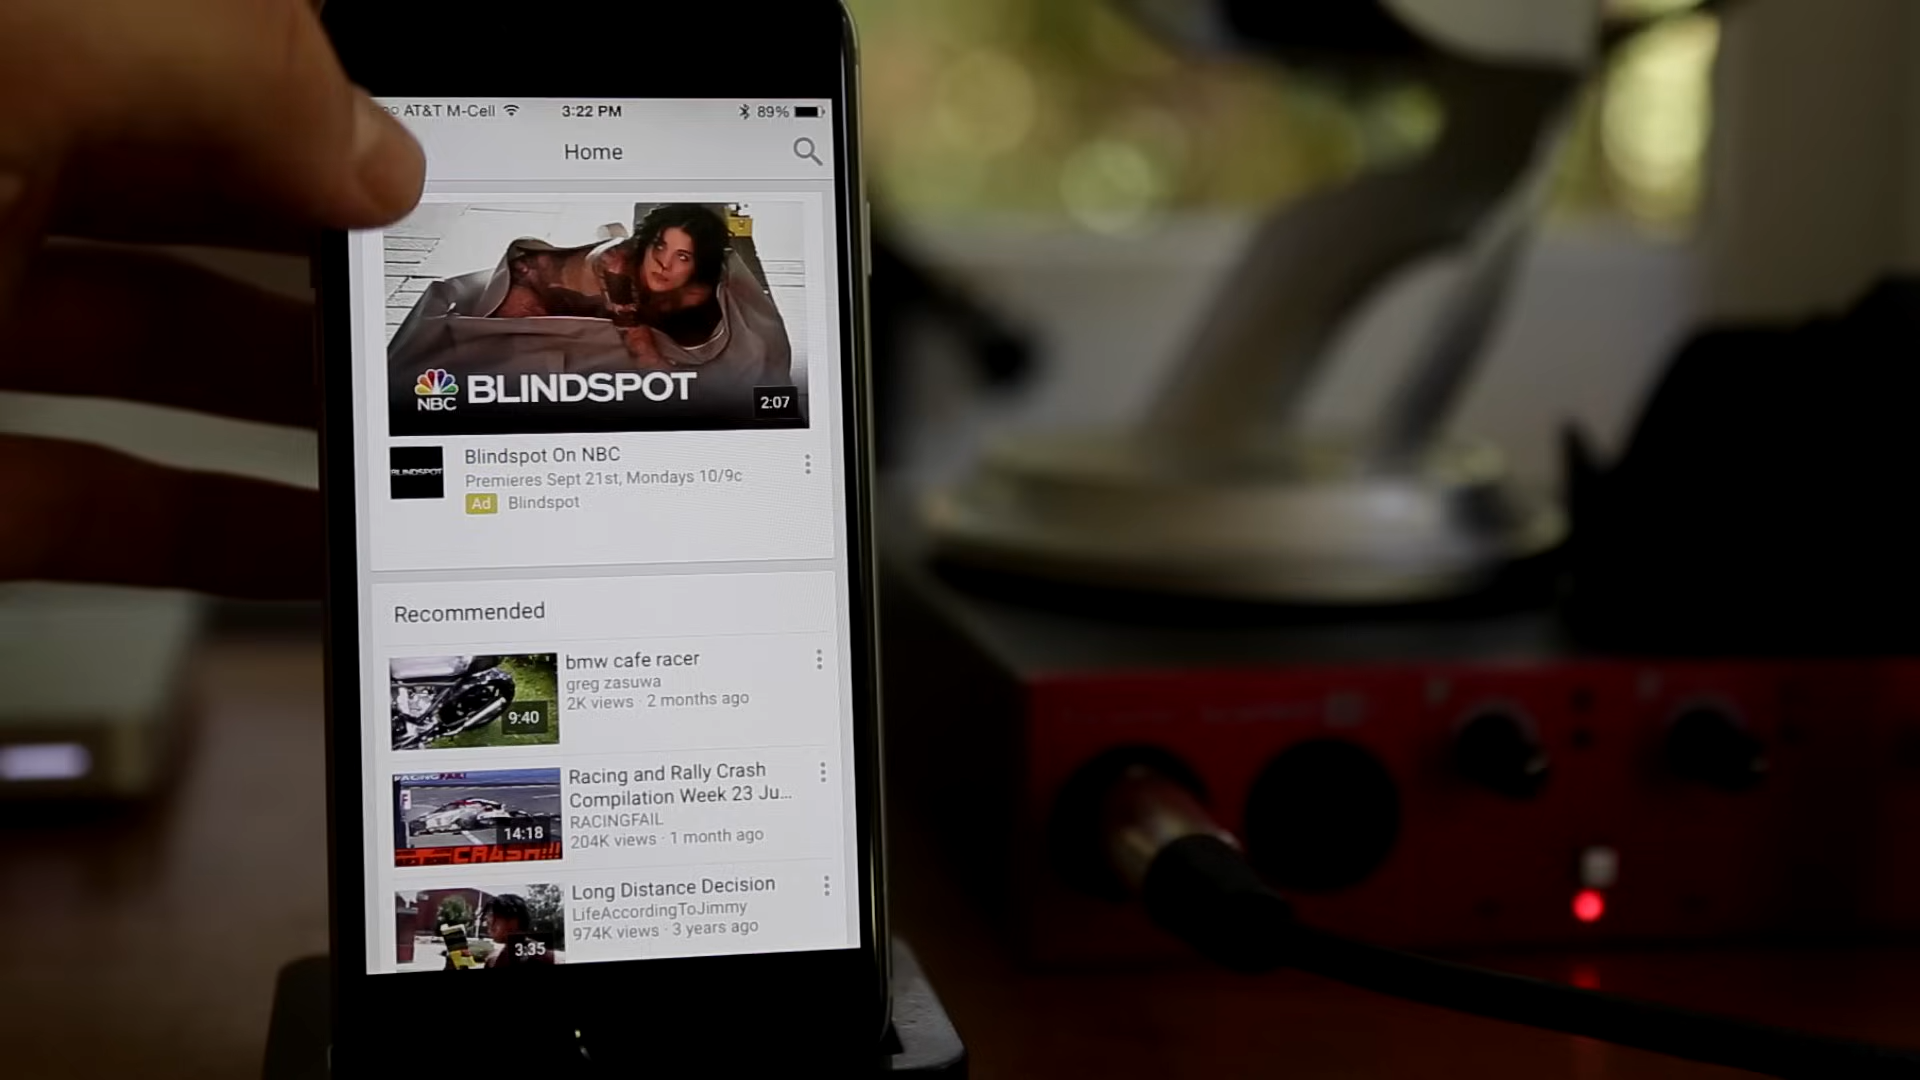 AT&T M-Cell
3:22 PM
89%
Home
NBC BLINDSPOT
2:07
BLINDSPOT
Blindspot On NBC
Premieres Sept 21st, Mondays 10/9c
Ad Blindspot
Recommended
bmw cafe racer
greg zasuwa
2K views · 2 months ago
9:40
Racing and Rally Crash
Compilation Week 23 Ju...
RACINGFAIL
204K views · 1 month ago
14:18
CRASH!!!
Long Distance Decision
LifeAccordingToJimmy
974K views · 3 years ago
3:35